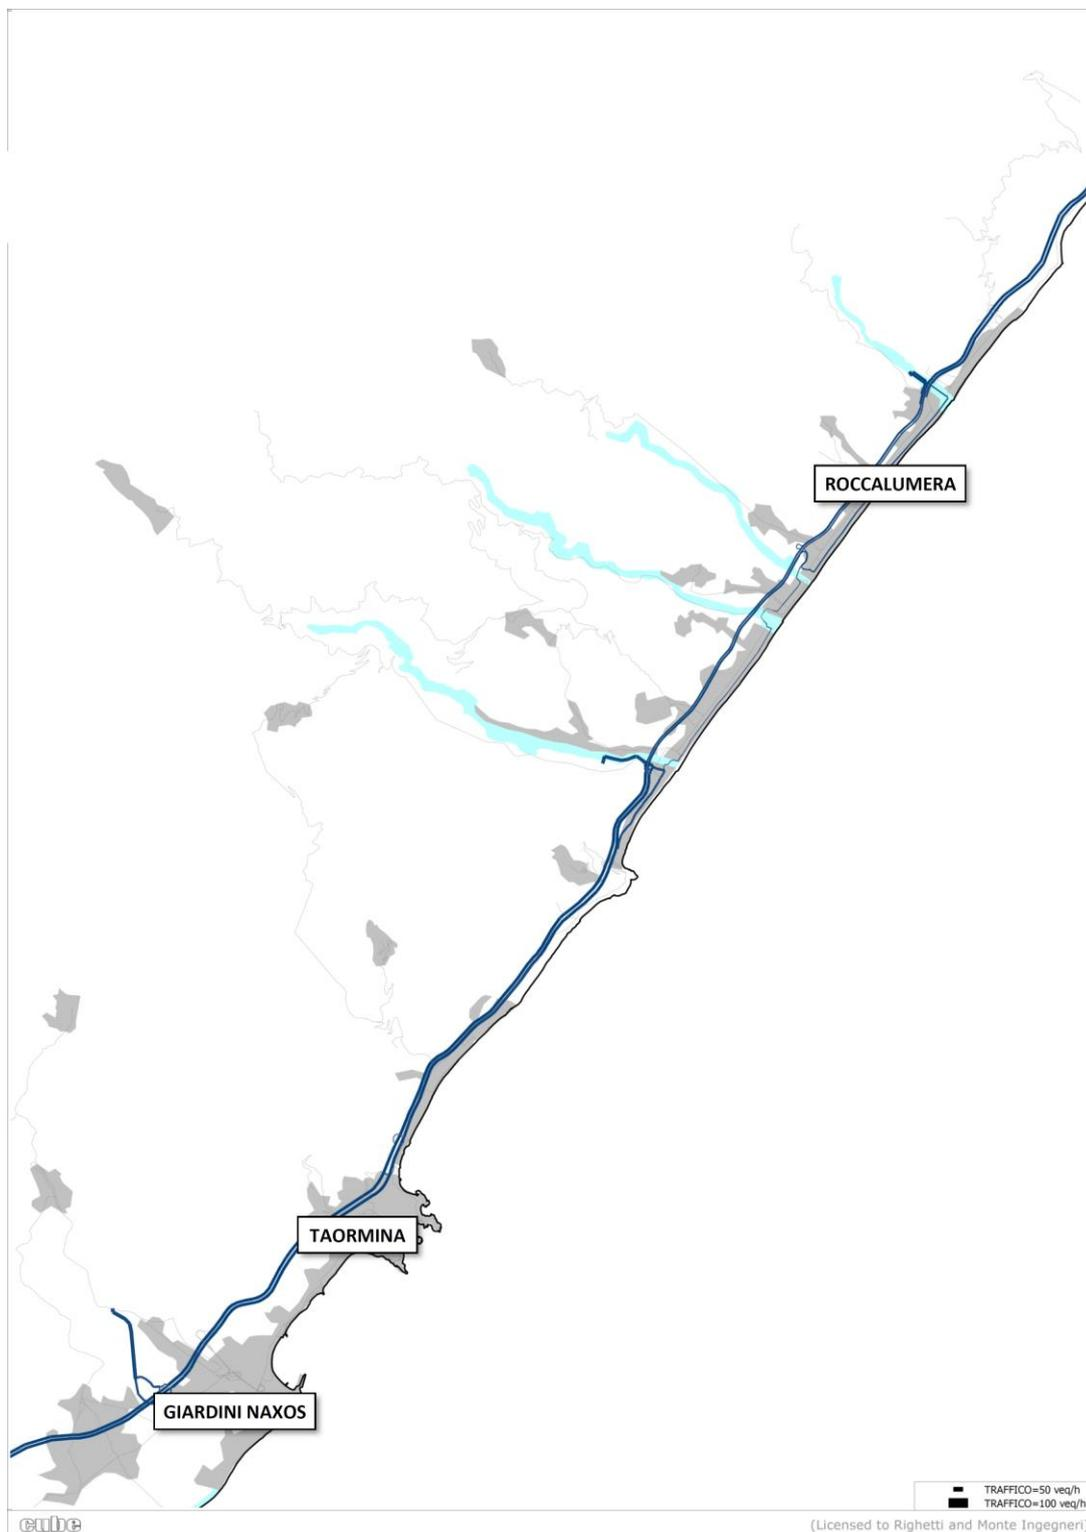 ROCCALUMERA
TAORMINA
GIARDINI NAXOS
TRAFFICO=50 veq/h
TRAFFICO=100 veq/h
cube
(Licensed to Righetti and Monte Ingegneri)